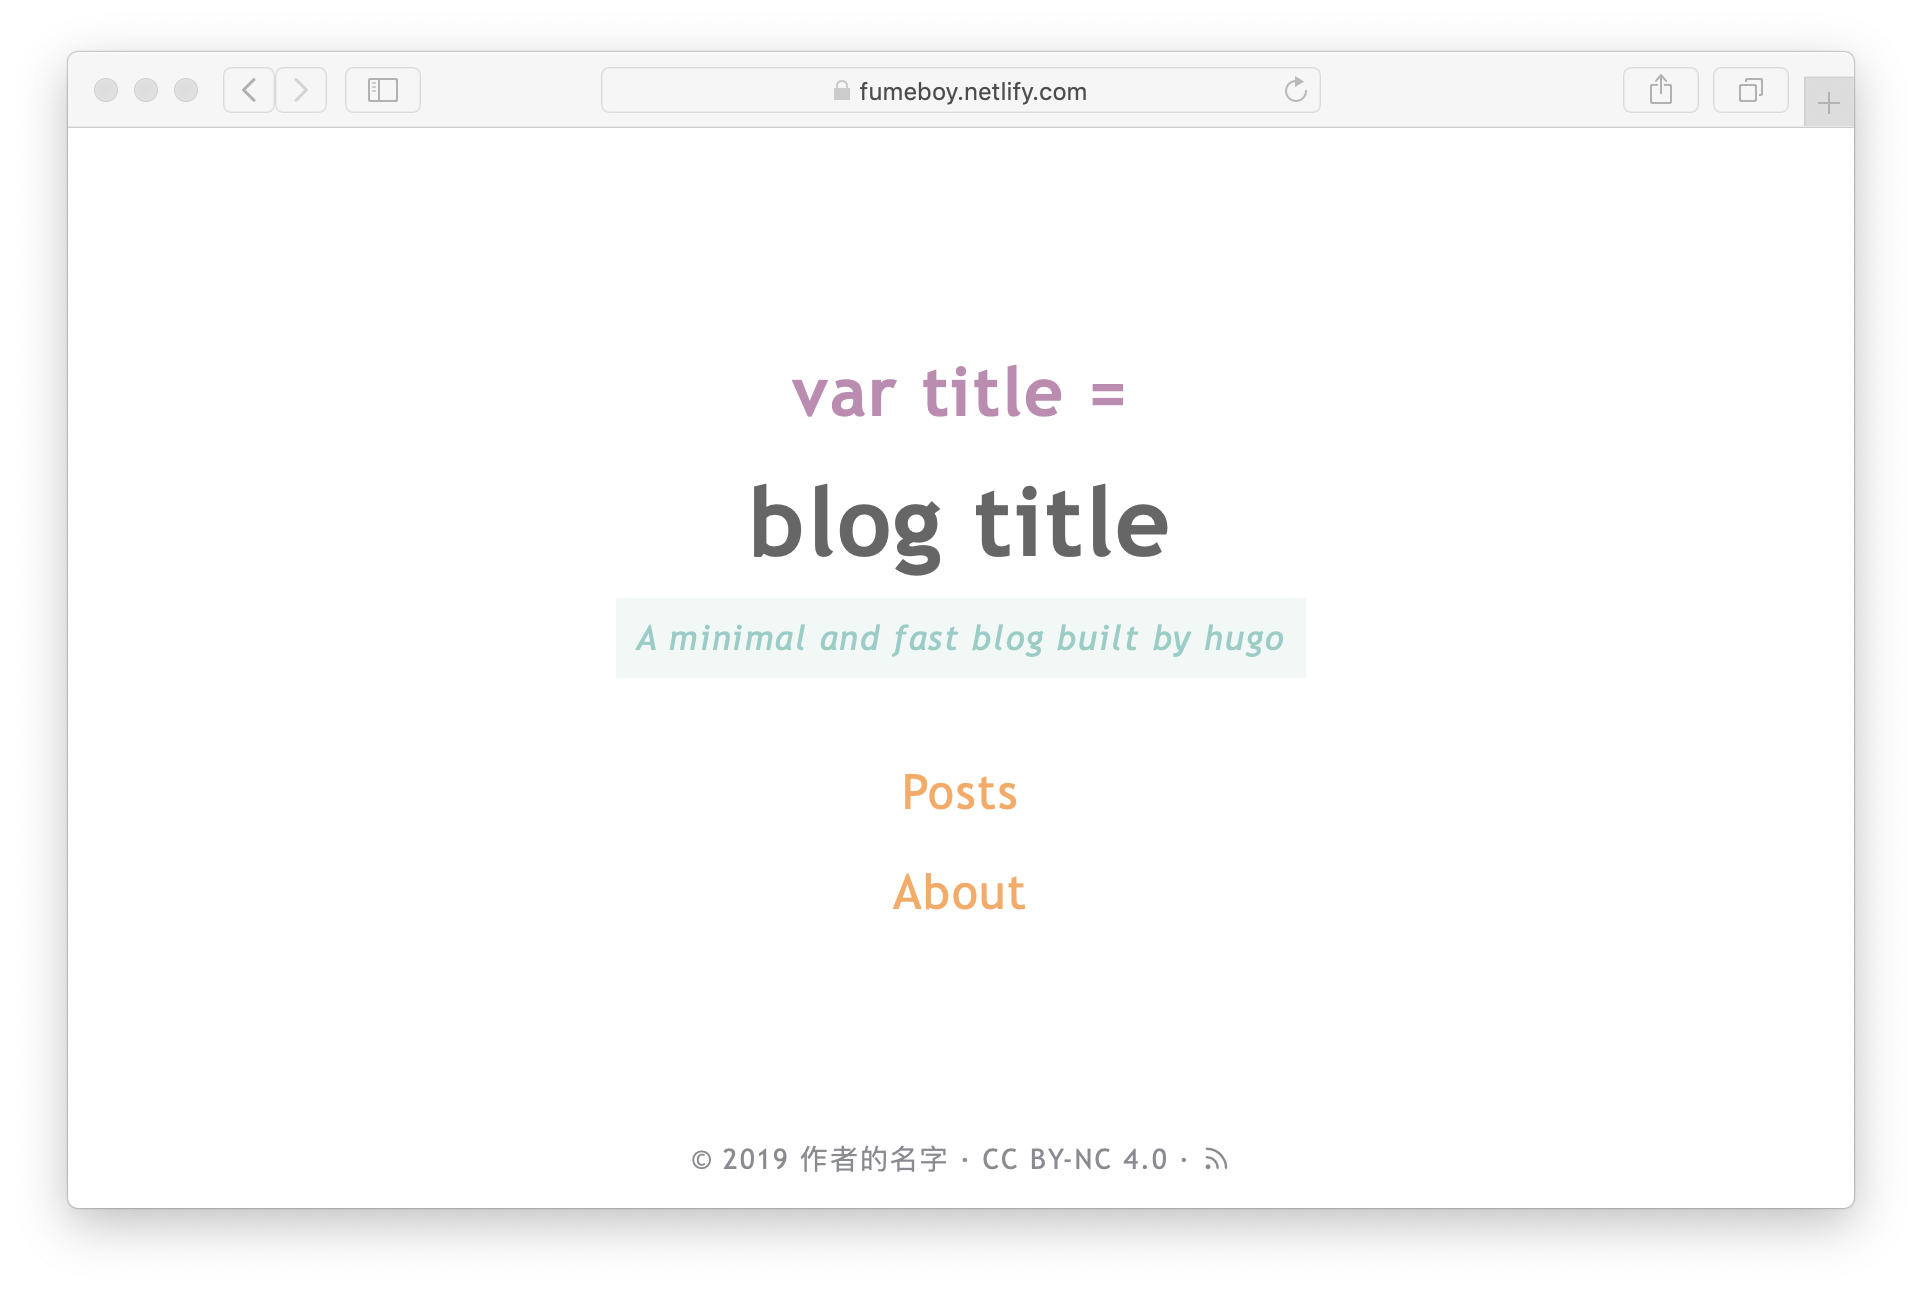 fumeboy.netlify.com
var title =
blog title
A minimal and fast blog built by hugo
Posts
About
© 2019 作者的名字 · CC BY-NC 4.0 ·